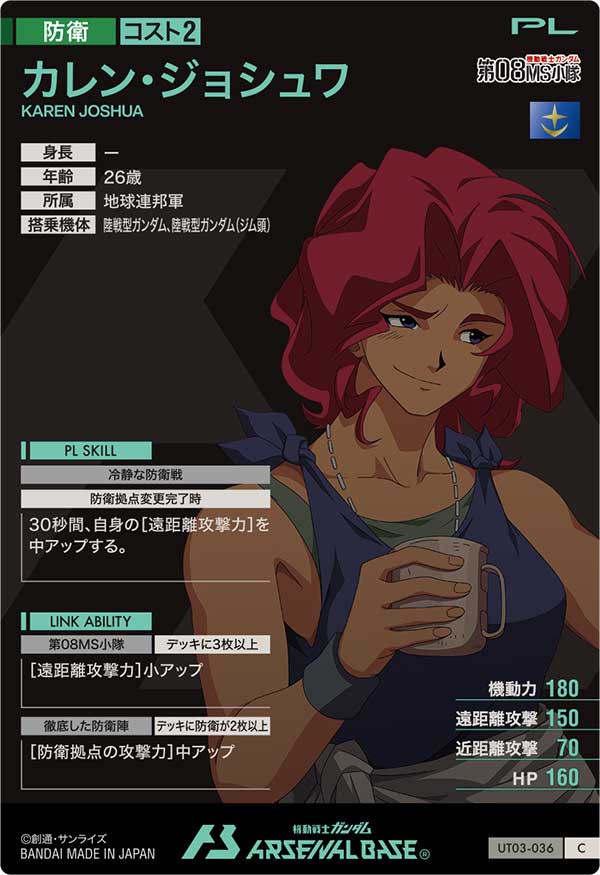 防衛 コスト2 PL
カレン・ジョシュワ
KAREN JOSHUA
機動戦士ガンダム
第08MS小隊
身長 ー
年齢 26歳
所属 地球連邦軍
搭乗機体 陸戦型ガンダム、陸戦型ガンダム(ジム頭)
PL SKILL
冷静な防衛戦
防衛拠点変更完了時
30秒間、自身の[遠距離攻撃力]を
中アップする。
LINK ABILITY
第08MS小隊 デッキに3枚以上
[遠距離攻撃力]小アップ
徹底した防衛陣 デッキに防衛が2枚以上
[防衛拠点の攻撃力]中アップ
機動力 180
遠距離攻撃 150
近距離攻撃 70
HP 160
©創通・サンライズ
BANDAI MADE IN JAPAN
機動戦士ガンダム
AB ARSENAL BASE®
UT03-036 C